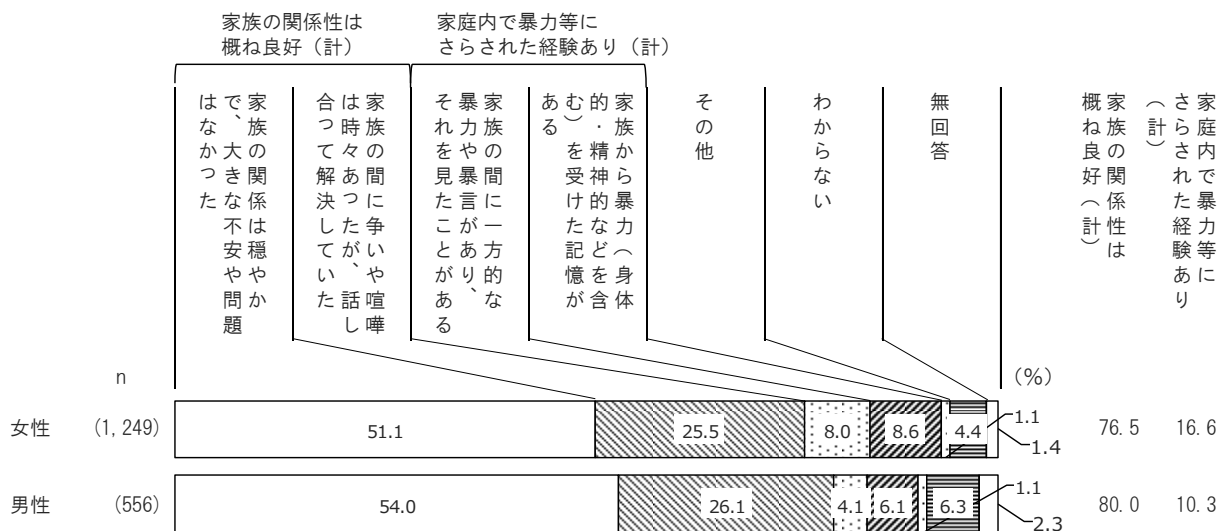 家族の関係性は
概ね良好（計）
家庭内で暴力等に
さらされた経験あり（計）
家族の関係は穏やか
で、大きな不安や問題
はなかった
家族の間に争いや喧嘩
は時々あったが、話し
合って解決していた
家族の間に一方的な
暴力や暴言があり、
それを見たことがある
家族から暴力（身体
的・精神的などを含
む）を受けた記憶が
ある
その他
わからない
無回答
家族の関係性は
概ね良好（計）
家庭内で暴力等に
さらされた経験あり
（計）
n
(%)
女性 (1,249) 51.1 25.5 8.0 8.6 4.4 1.1 1.4 76.5 16.6
男性 (556) 54.0 26.1 4.1 6.1 6.3 1.1 2.3 80.0 10.3